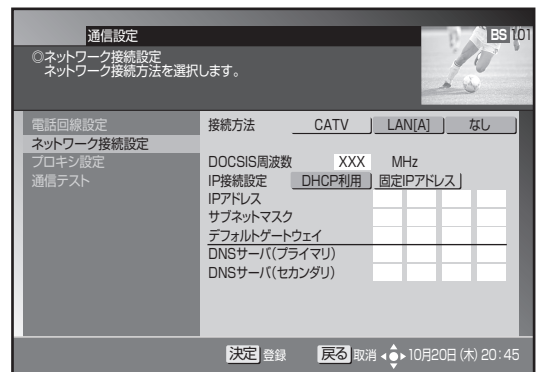 通信設定
BS 101
◎ネットワーク接続設定
ネットワーク接続方法を選択します。
電話回線設定
ネットワーク接続設定
プロキシ設定
通信テスト
接続方法 CATV LAN[A] なし
DOCSIS周波数 XXX MHz
IP接続設定 DHCP利用 固定IPアドレス
IPアドレス
サブネットマスク
デフォルトゲートウェイ
DNSサーバ(プライマリ)
DNSサーバ(セカンダリ)
決定 登録 戻る 取消 10月20日(木) 20:45